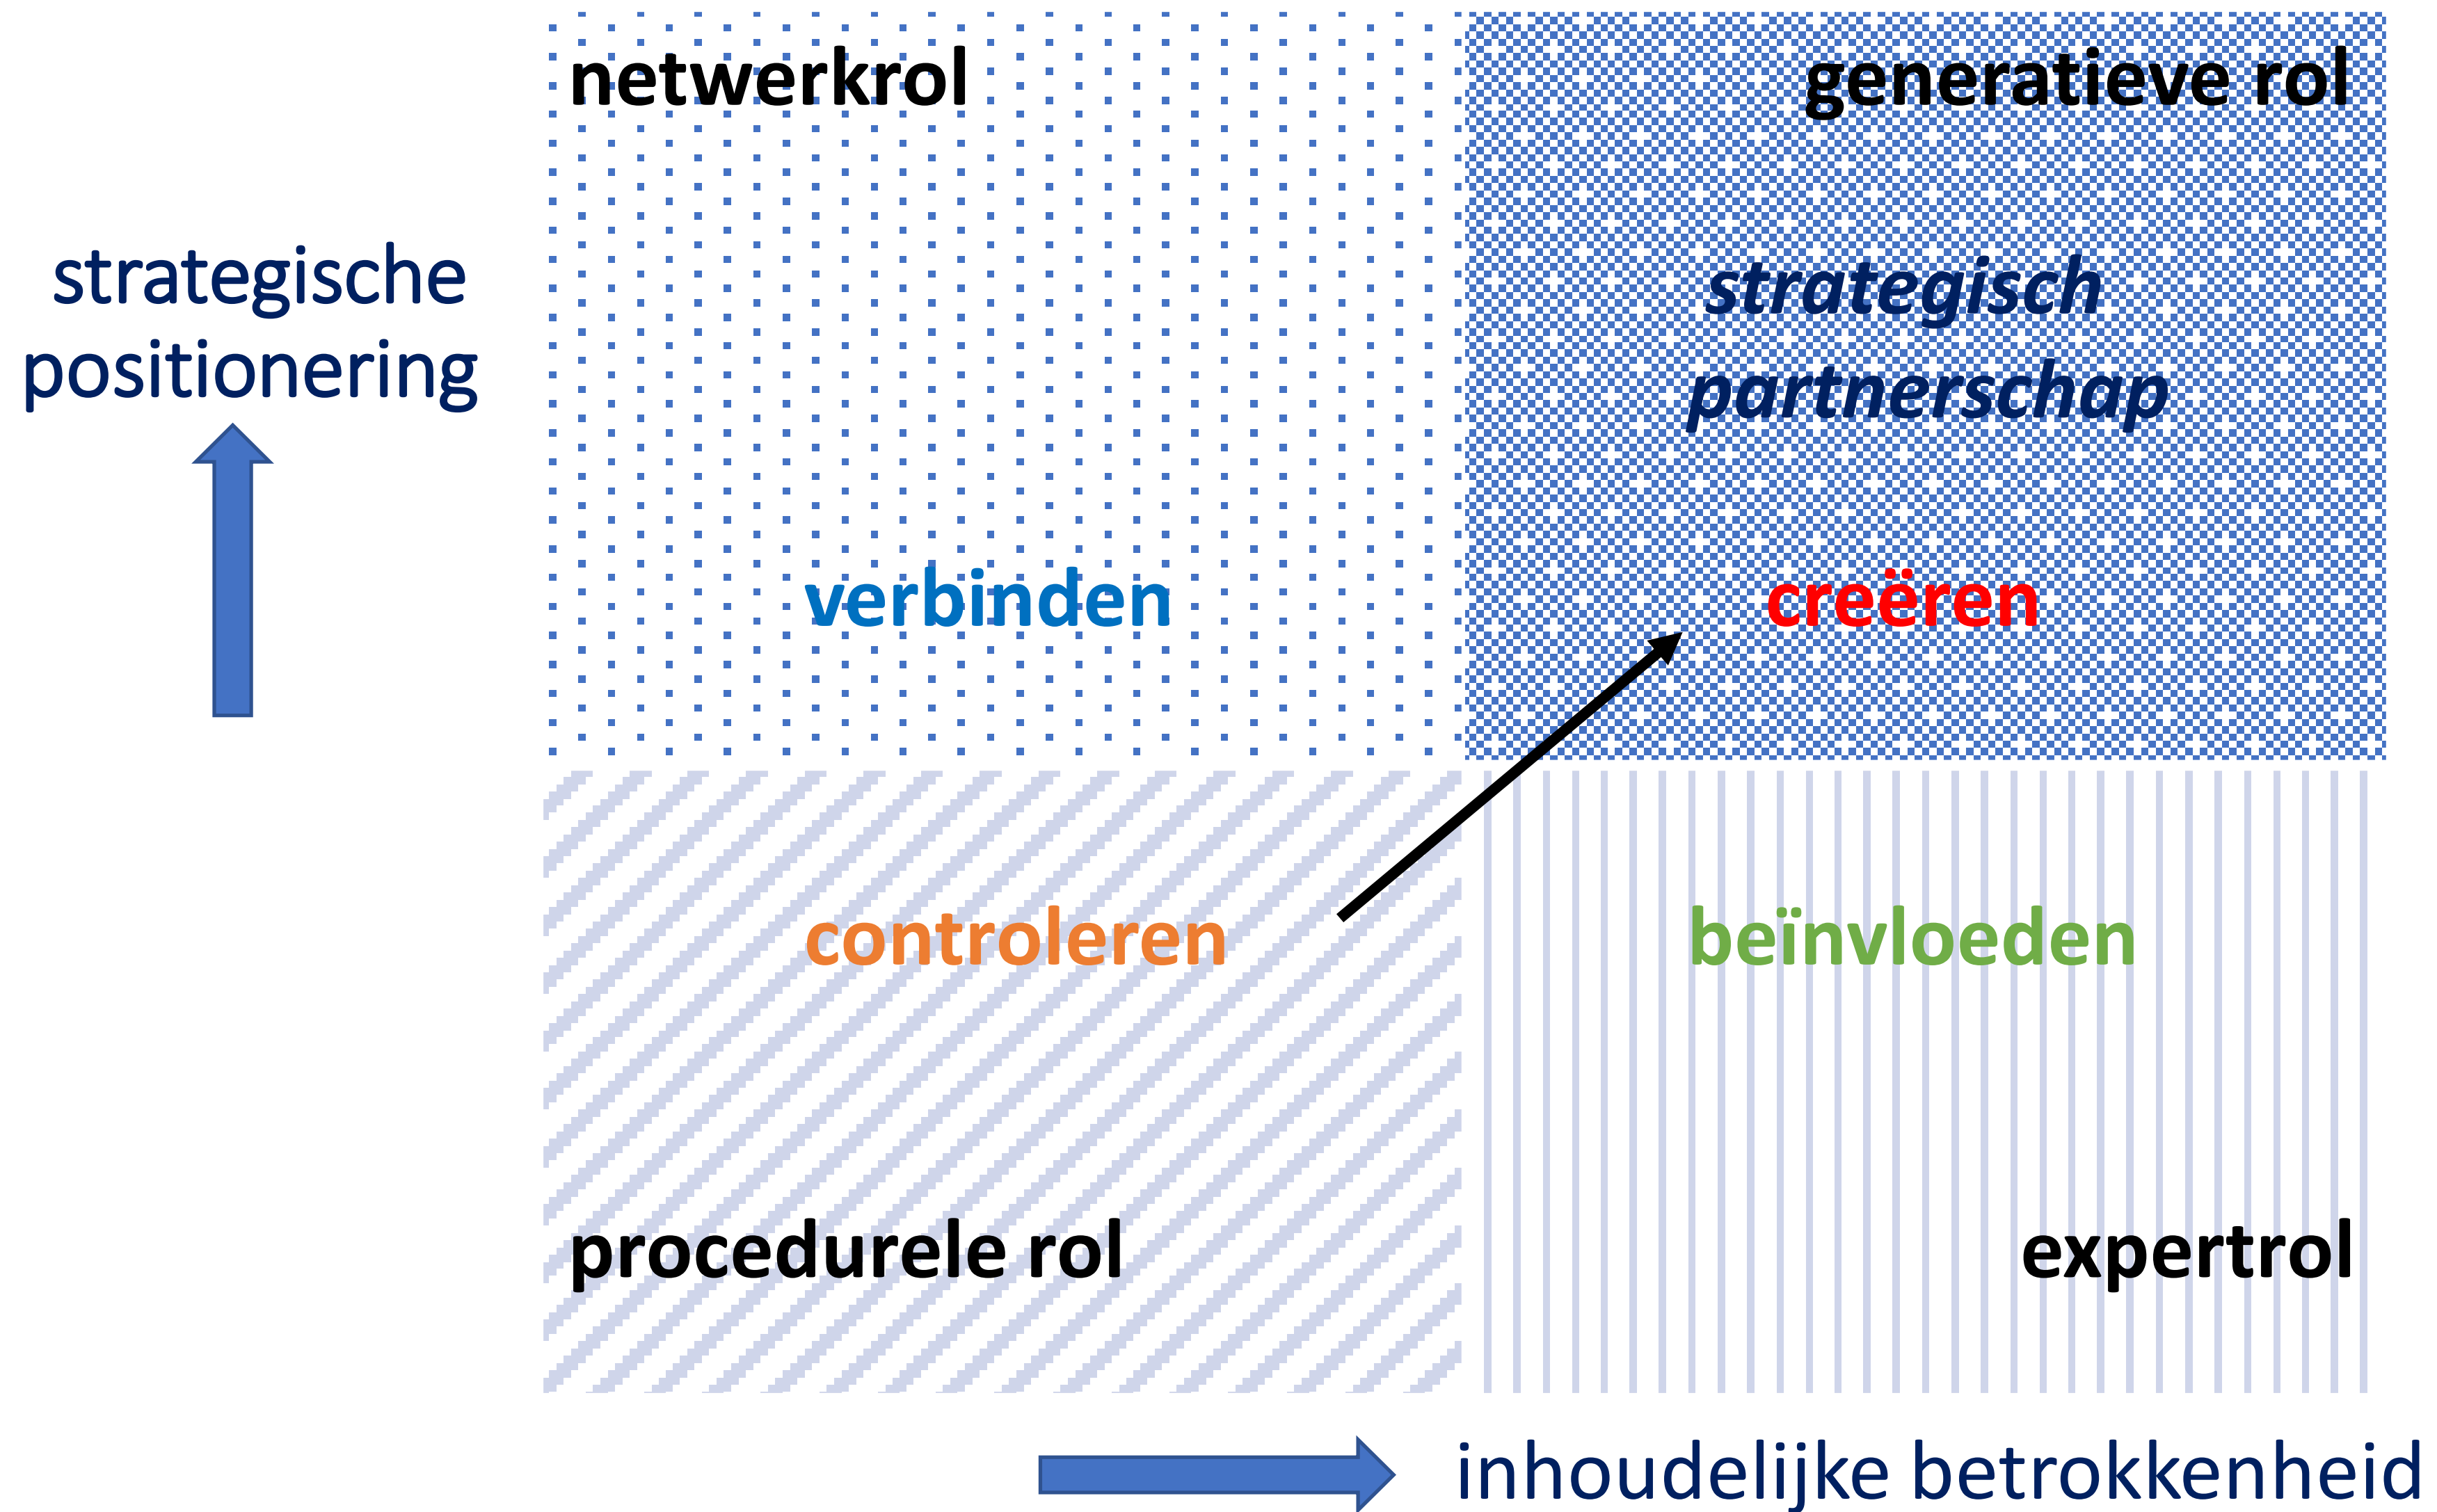 netwerkrol
generatieve rol
strategische
positionering
strategisch
partnerschap
verbinden
creëren
controleren
beïnvloeden
procedurele rol
expertrol
inhoudelijke betrokkenheid